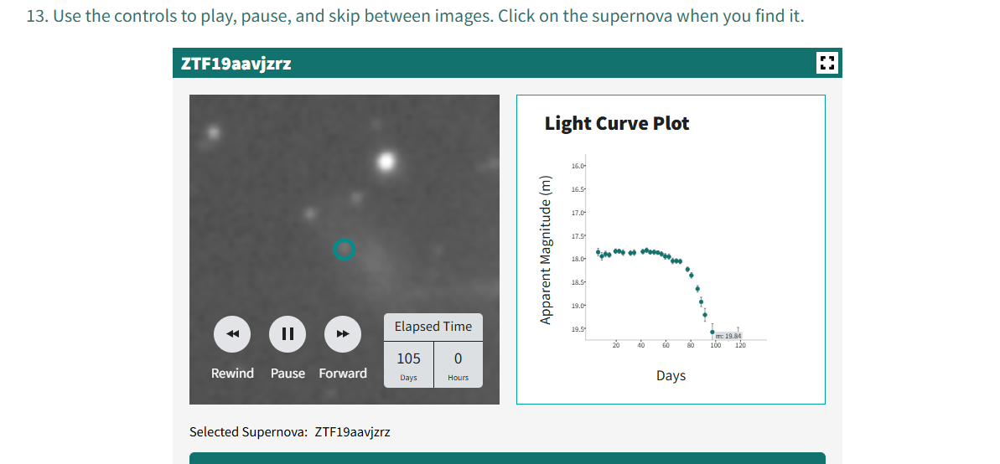 13. Use the controls to play, pause, and skip between images. Click on the supernova when you find it.
ZTF19aavjzrz
Rewind
Pause
Forward
Elapsed Time
105
0
Days
Hours
Light Curve Plot
Apparent Magnitude (m)
16.0
16.5
17.0
17.5
18.0
18.5
19.0
19.5
m: 19.84
20 40 60 80 100 120
Days
Selected Supernova: ZTF19aavjzrz